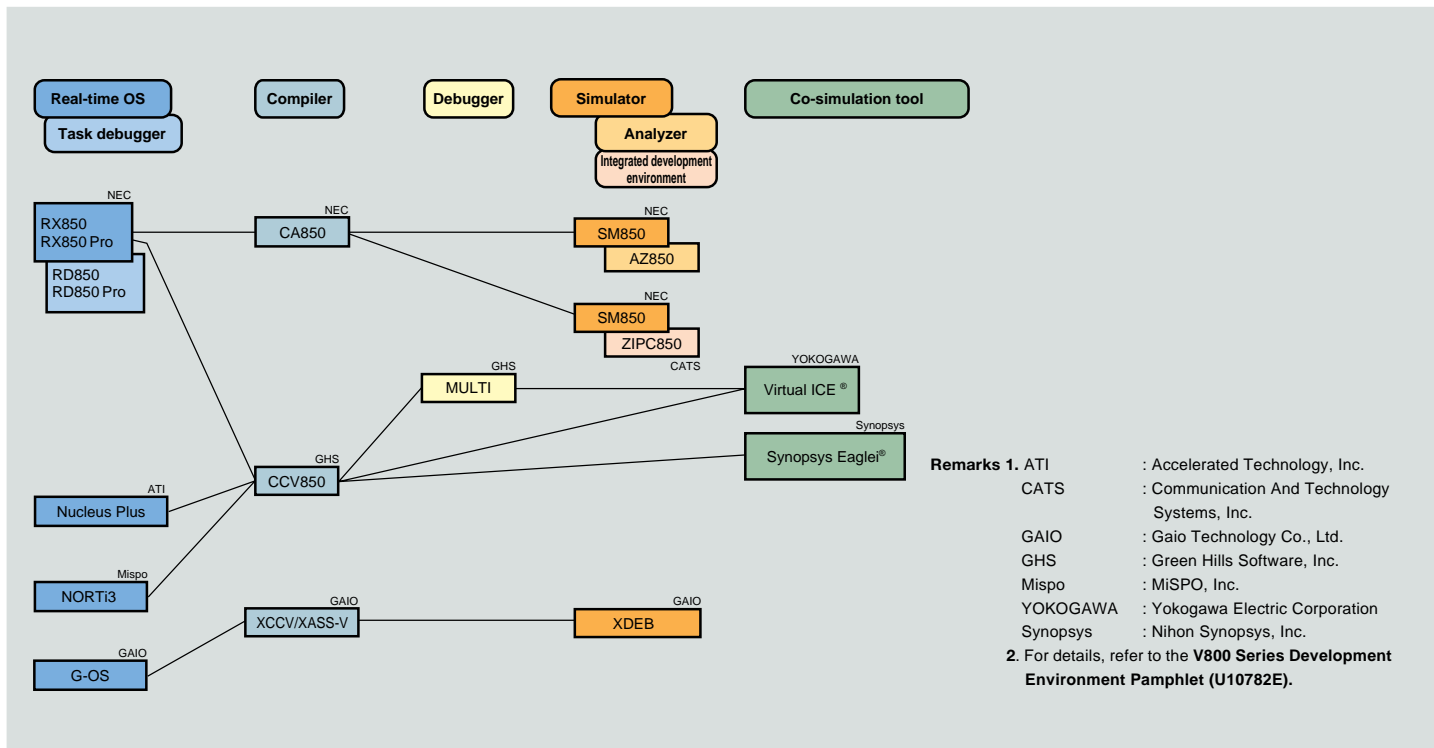 Real-time OS
Task debugger
Compiler
Debugger
Simulator
Analyzer
Integrated development
environment
Co-simulation tool
NEC
RX850
RX850 Pro
RD850
RD850 Pro
NEC
CA850
NEC
SM850
AZ850
NEC
SM850
ZIPC850
CATS
GHS
MULTI
YOKOGAWA
Virtual ICE ®
Synopsys
Synopsys Eaglei®
GHS
CCV850
ATI
Nucleus Plus
Mispo
NORTi3
GAIO
XCCV/XASS-V
GAIO
XDEB
GAIO
G-OS
Remarks 1. ATI : Accelerated Technology, Inc.
CATS : Communication And Technology
Systems, Inc.
GAIO : Gaio Technology Co., Ltd.
GHS : Green Hills Software, Inc.
Mispo : MiSPO, Inc.
YOKOGAWA : Yokogawa Electric Corporation
Synopsys : Nihon Synopsys, Inc.
2. For details, refer to the V800 Series Development
Environment Pamphlet (U10782E).